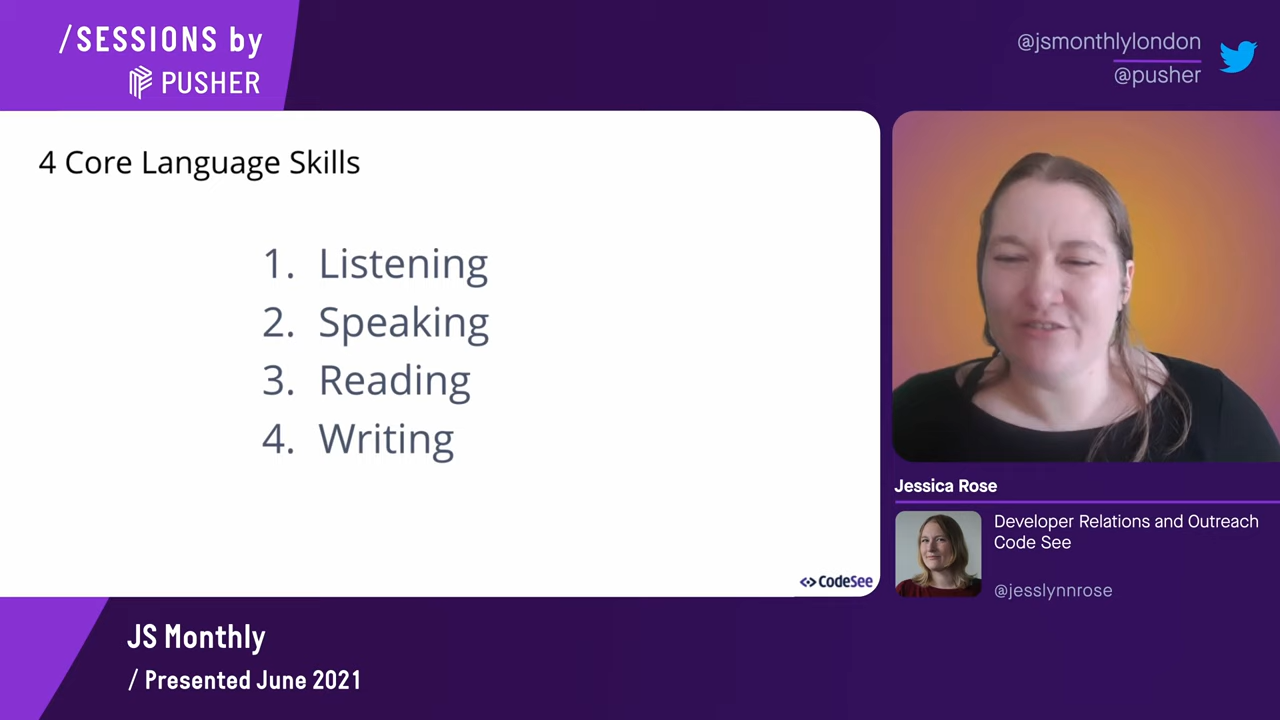 /SESSIONS by
PUSHER
@jsmonthlylondon
@pusher
4 Core Language Skills
1. Listening
2. Speaking
3. Reading
4. Writing
CodeSee
Jessica Rose
Developer Relations and Outreach
Code See
@jesslynnrose
JS Monthly
/ Presented June 2021